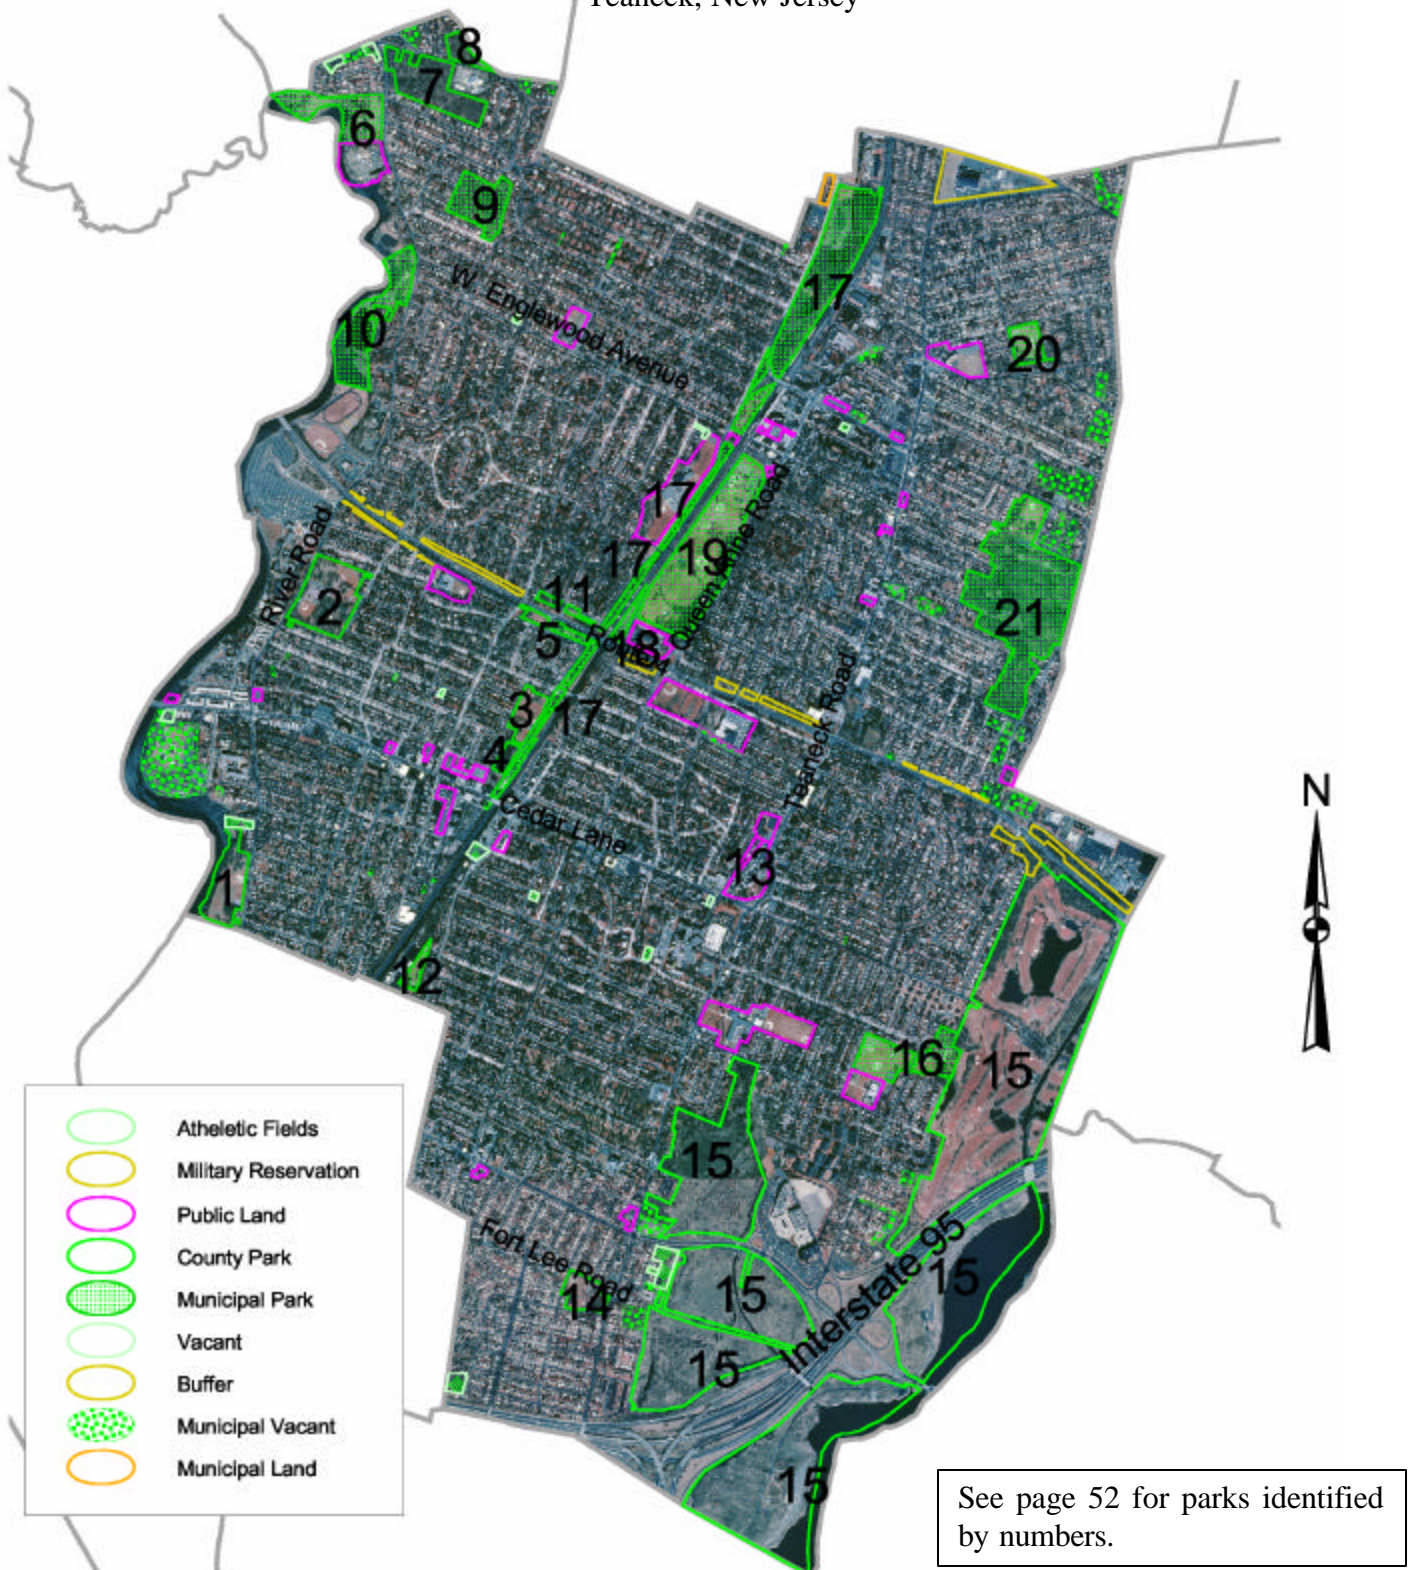 Teaneck, New Jersey
8
7
6
9
W Englewood Avenue
10
17
20
17
17
19
Queen Anne Road
River Road
2
11
5
Route 4
18
21
3
17
4
Teaneck Road
Cedar Lane
13
1
12
N
16
15
15
Fort Lee Road
14
15
15
15
Interstate 95
15
Atheletic Fields
Military Reservation
Public Land
County Park
Municipal Park
Vacant
Buffer
Municipal Vacant
Municipal Land
See page 52 for parks identified
by numbers.